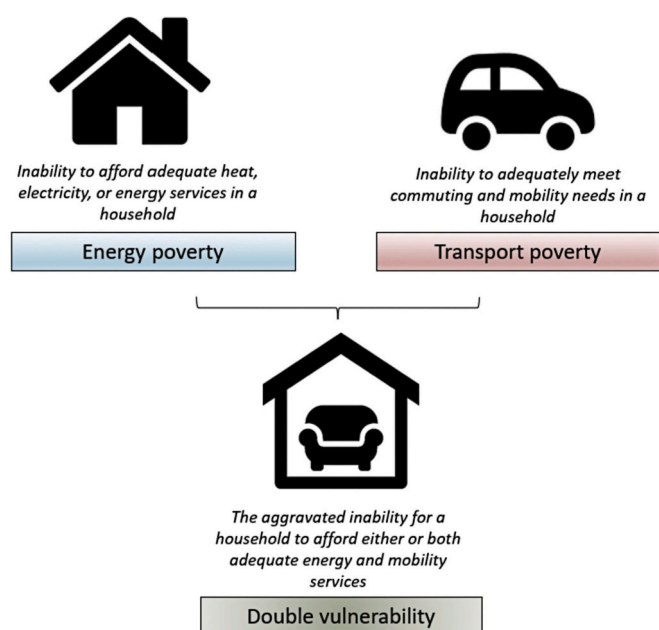 Inability to afford adequate heat,
electricity, or energy services in a
household
Energy poverty
Inability to adequately meet
commuting and mobility needs in a
household
Transport poverty
The aggravated inability for a
household to afford either or both
adequate energy and mobility
services
Double vulnerability